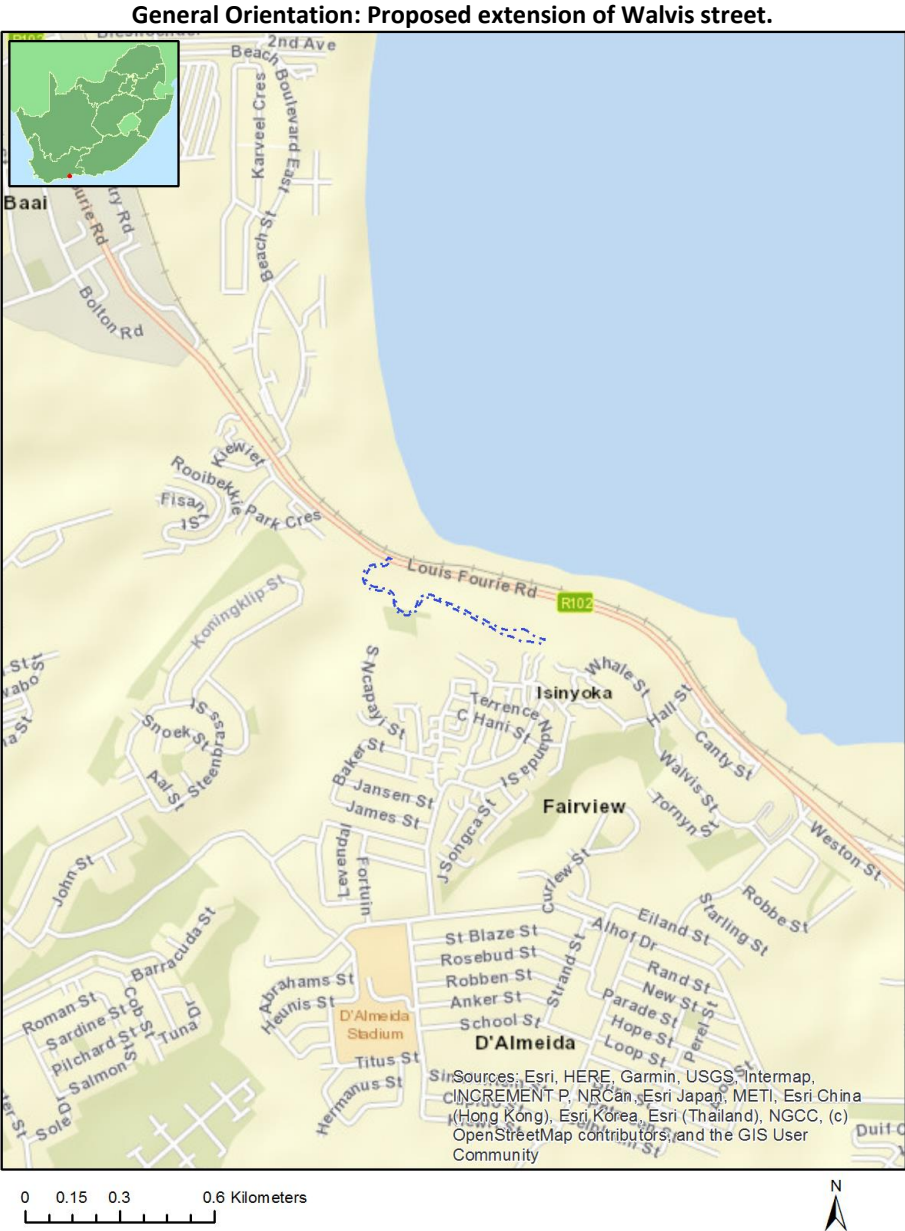 General Orientation: Proposed extension of Walvis street.
2nd Ave
Beach Boulevard East
Karveel Cres
Beach St
Baai
Bolton Rd
Kiewiet
Rooibekkie
Fisant
St
Park Cres
Louis Fourie Rd
R102
Koningklip St
S Ncapayi St
Whale St
Isinyoka
Hall St
Terrence Ndanda St
C Hani St
Canty St
Snoek St
Steenbrass St
Baker St
Walvis St
Aal St
Jansen St
Fairview
Tornyn St
James St
J Songca St
Weston St
Levendal
Fortuin
John St
Curlew St
Robbe St
Starling St
Eiland St
Alhof Dr
Barracuda St
St Blaze St
Rosebud St
Strand St
Rand St
Abrahams St
Robben St
New St
Roman St
Cob St
Heunis St
Anker St
Parade St
Perel St
Sardine St
Tuna Dr
D'Almeida
Stadium
School St
Hope St
Pilchard St
D'Almeida
Loop St
Salmon St
Titus St
Hermanus St
Sole Dr
Duif
Sources: Esri, HERE, Garmin, USGS, Intermap,
INCREMENT P, NRCan, Esri Japan, METI, Esri China
(Hong Kong), Esri Korea, Esri (Thailand), NGCC, (c)
OpenStreetMap contributors, and the GIS User
Community
0 0.15 0.3 0.6 Kilometers
N